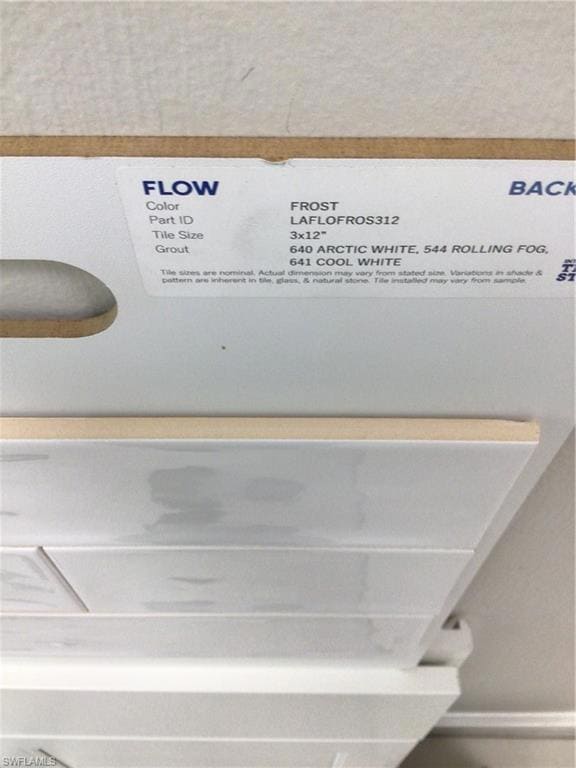 FLOW
BACK
Color FROST
Part ID LAFLOFROS312
Tile Size 3x12"
Grout 640 ARCTIC WHITE, 544 ROLLING FOG,
641 COOL WHITE
Tile sizes are nominal. Actual dimension may vary from stated size. Variations in shade &
pattern are inherent in tile, glass, & natural stone. Tile installed may vary from sample.
SWFLAMLS